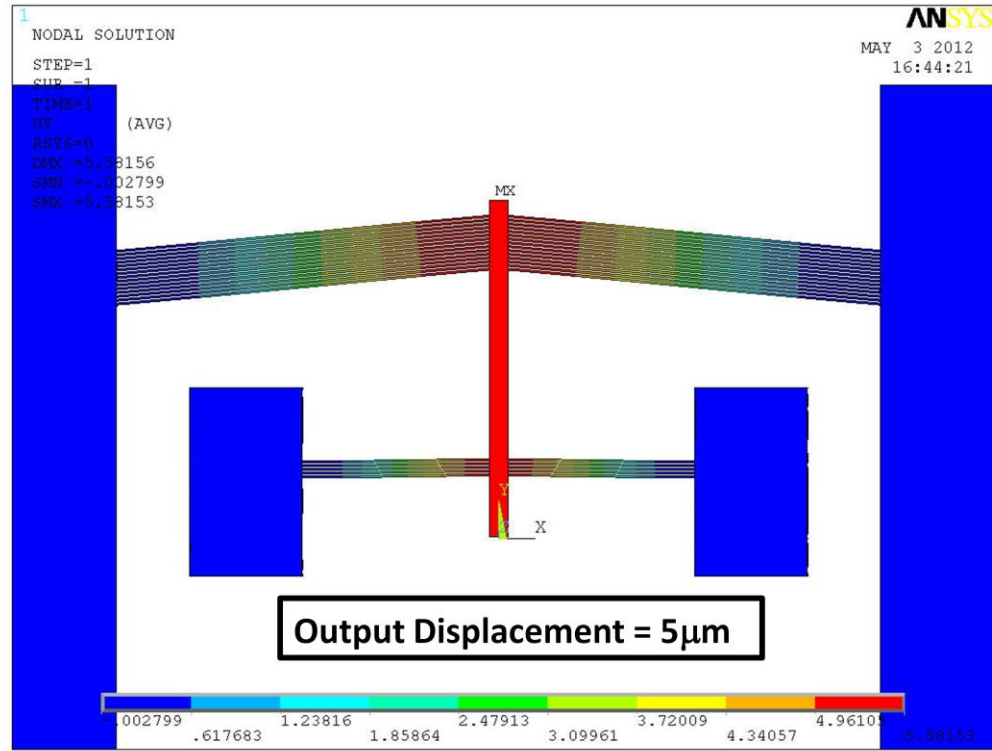 1
ANSYS
NODAL SOLUTION
MAY 3 2012
16:44:21
STEP=1
SUB =1
TIME=1
UY (AVG)
RSYS=0
DMX =5.58156
SMN =-.002799
SMX =5.58153
MX
Y
Z X
Output Displacement = 5μm
-.002799 1.23816 2.47913 3.72009 4.96105
.617683 1.85864 3.09961 4.34057 5.58153